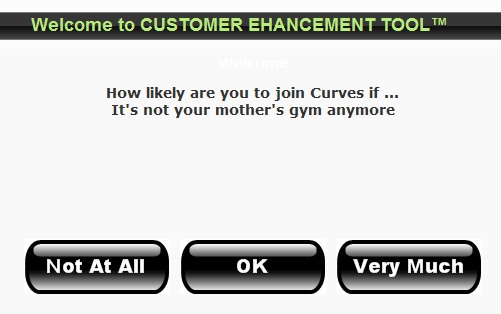 Welcome to CUSTOMER EHANCEMENT TOOL™
Welcome
How likely are you to join Curves if ...
It's not your mother's gym anymore
Not At All
OK
Very Much